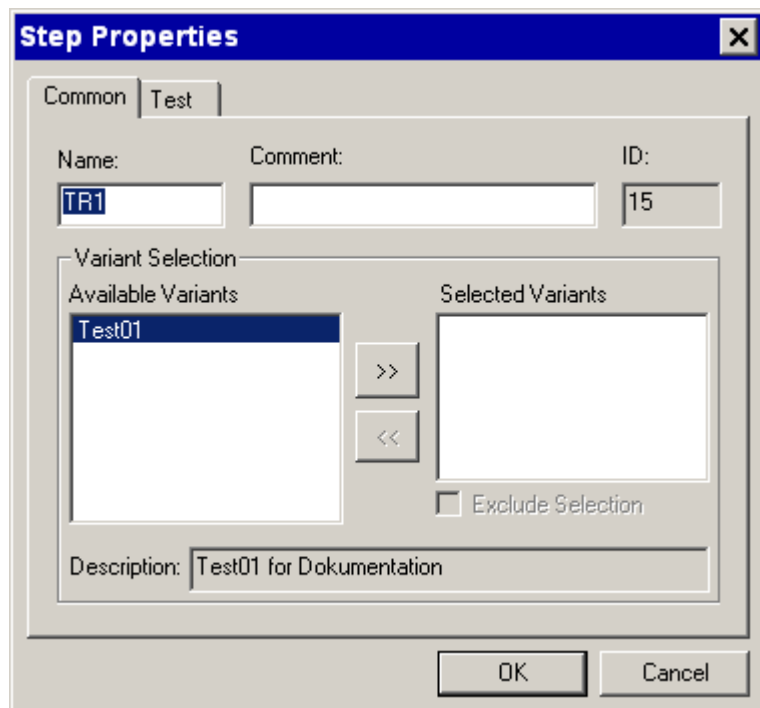 Step Properties
Common Test
Name: Comment: ID:
TR1 15
Variant Selection
Available Variants Selected Variants
Test01
>>
<<
Exclude Selection
Description: Test01 for Dokumentation
OK Cancel